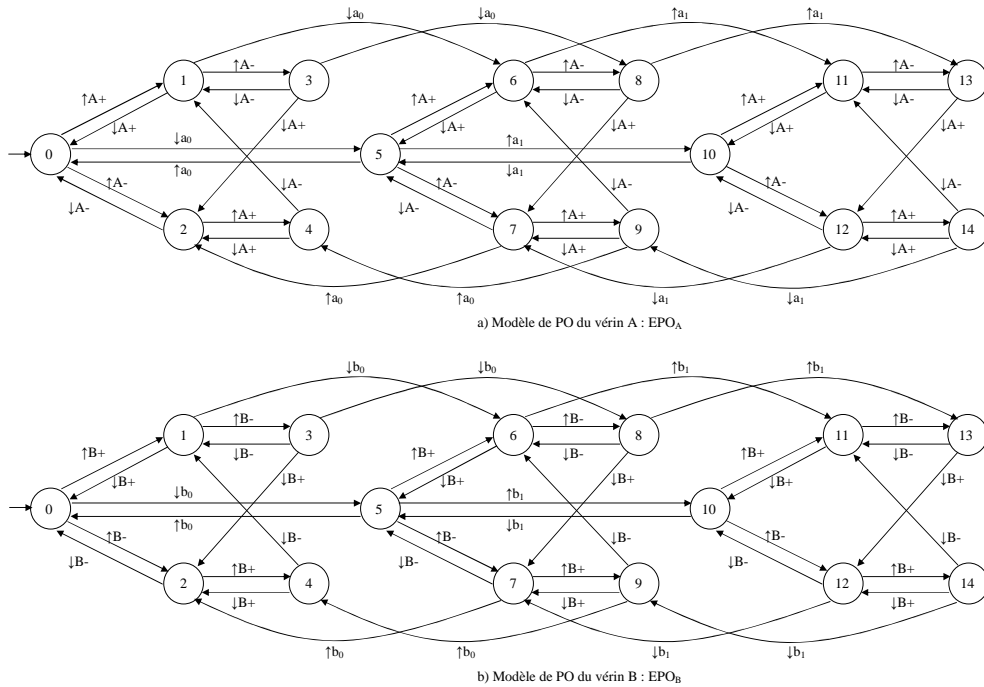 ↓a₀ ↓a₀ ↑a₁ ↑a₁
1 ↑A- 3 6 ↑A- 8 11 ↑A- 13
↓A- ↓A- ↓A-
↑A+ ↑A+ ↑A+
↓A+ ↓A+ ↓A+ ↓A+ ↓A+ ↓A+
↓a₀ ↑a₁
0 5 10
↑a₀ ↓a₁
↑A- ↓A- ↑A- ↓A- ↑A- ↓A-
↓A- ↓A- ↓A-
2 ↑A+ 4 7 ↑A+ 9 12 ↑A+ 14
↓A+ ↓A+ ↓A+
↑a₀ ↑a₀ ↓a₁ ↓a₁
a) Modèle de PO du vérin A : EPO_A
↓b₀ ↓b₀ ↑b₁ ↑b₁
1 ↑B- 3 6 ↑B- 8 11 ↑B- 13
↓B- ↓B- ↓B-
↑B+ ↑B+ ↑B+
↓B+ ↓B+ ↓B+ ↓B+ ↓B+ ↓B+
↓b₀ ↑b₁
0 5 10
↑b₀ ↓b₁
↑B- ↓B- ↑B- ↓B- ↑B- ↓B-
↓B- ↓B- ↓B-
2 ↑B+ 4 7 ↑B+ 9 12 ↑B+ 14
↓B+ ↓B+ ↓B+
↑b₀ ↑b₀ ↓b₁ ↓b₁
b) Modèle de PO du vérin B : EPO_B